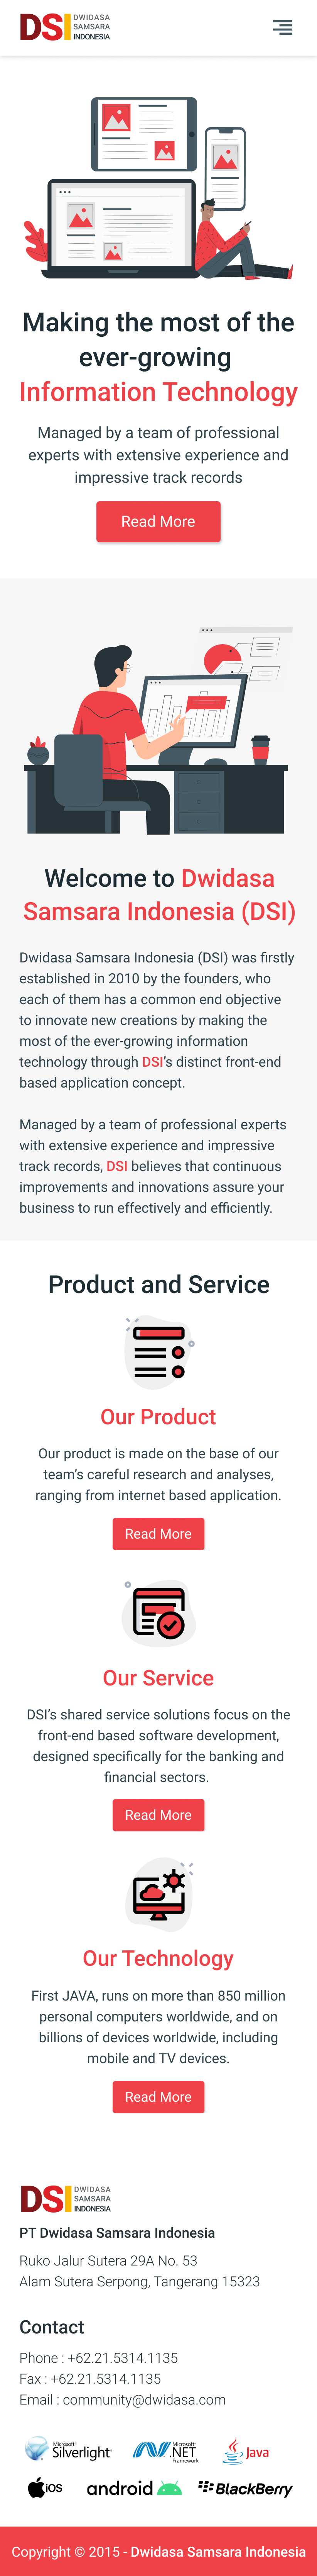 DSI DWIDASA
SAMSARA
INDONESIA
Making the most of the
ever-growing
Information Technology
Managed by a team of professional
experts with extensive experience and
impressive track records
Read More
Welcome to Dwidasa
Samsara Indonesia (DSI)
Dwidasa Samsara Indonesia (DSI) was firstly
established in 2010 by the founders, who
each of them has a common end objective
to innovate new creations by making the
most of the ever-growing information
technology through DSI's distinct front-end
based application concept.
Managed by a team of professional experts
with extensive experience and impressive
track records, DSI believes that continuous
improvements and innovations assure your
business to run effectively and efficiently.
Product and Service
Our Product
Our product is made on the base of our
team's careful research and analyses,
ranging from internet based application.
Read More
Our Service
DSI's shared service solutions focus on the
front-end based software development,
designed specifically for the banking and
financial sectors.
Read More
Our Technology
First JAVA, runs on more than 850 million
personal computers worldwide, and on
billions of devices worldwide, including
mobile and TV devices.
Read More
DSI DWIDASA
SAMSARA
INDONESIA
PT Dwidasa Samsara Indonesia
Ruko Jalur Sutera 29A No. 53
Alam Sutera Serpong, Tangerang 15323
Contact
Phone : +62.21.5314.1135
Fax : +62.21.5314.1135
Email : community@dwidasa.com
Microsoft Silverlight Microsoft .NET Framework Java
iOS android BlackBerry
Copyright © 2015 - Dwidasa Samsara Indonesia